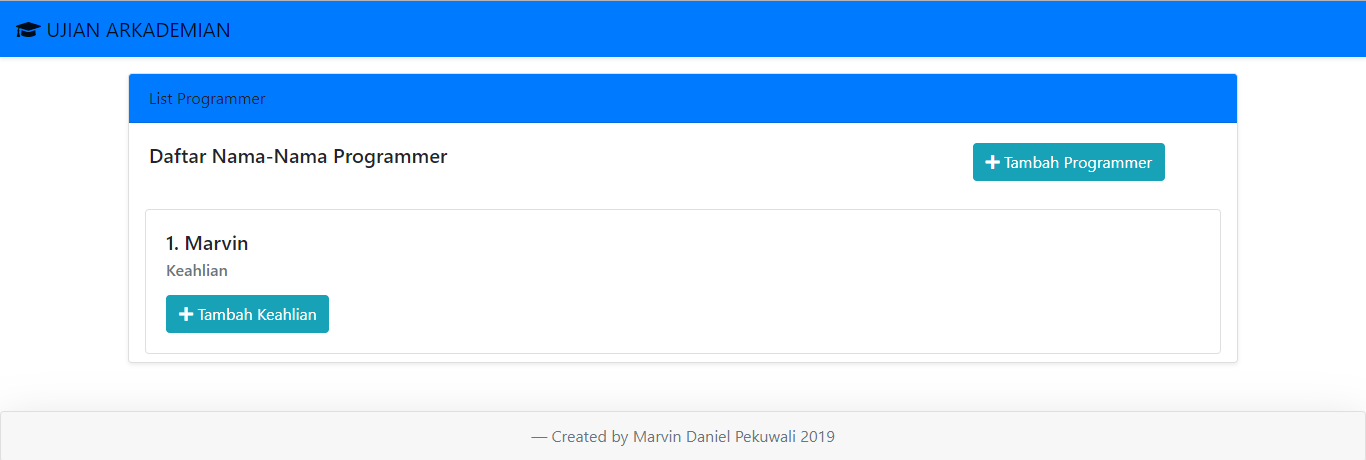 UJIAN ARKADEMIAN
List Programmer
Daftar Nama-Nama Programmer
Tambah Programmer
1. Marvin
Keahlian
Tambah Keahlian
— Created by Marvin Daniel Pekuwali 2019